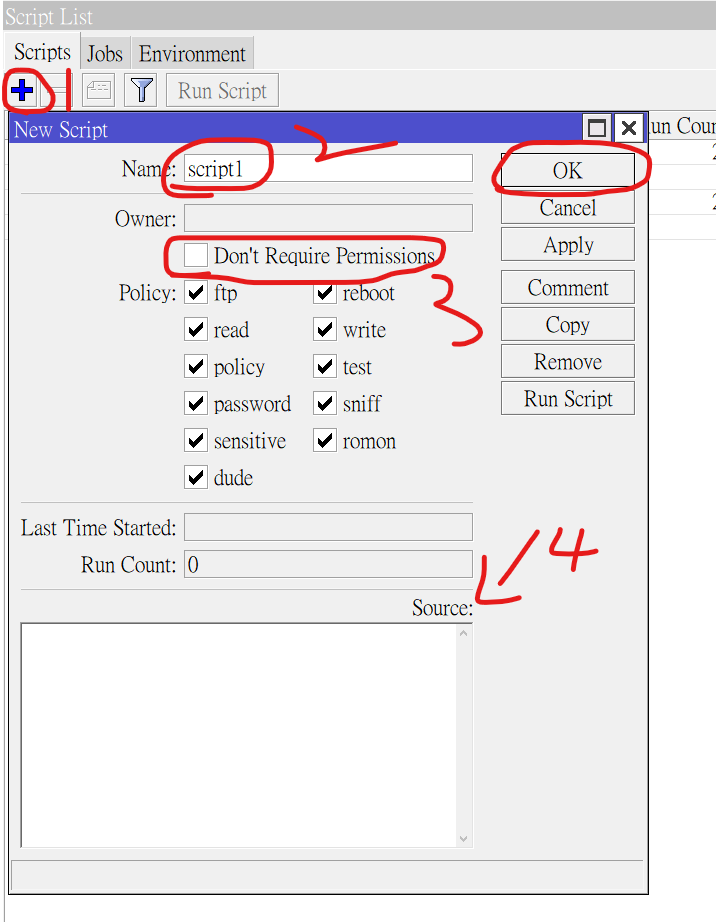 Script List
Scripts Jobs Environment
1 Run Script
un Coun
New Script
Name: script1 2 OK
Cancel
Owner:
Don't Require Permissions Apply
Policy: ftp reboot 3 Comment
read write Copy
policy test Remove
password sniff Run Script
sensitive romon
dude
Last Time Started:
Run Count: 0
4
Source: